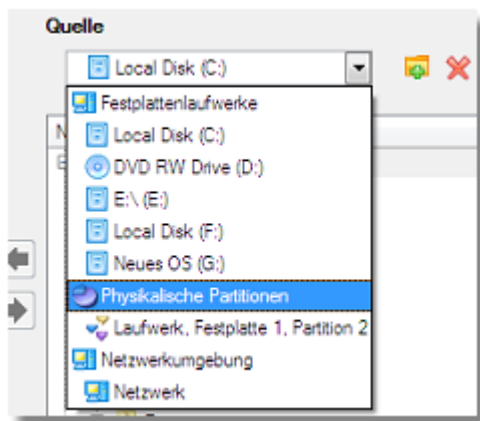 Quelle
Local Disk (C:)
Festplattenlaufwerke
Local Disk (C:)
DVD RW Drive (D:)
E:\ (E:)
Local Disk (F:)
Neues OS (G:)
Physikalische Partitionen
Laufwerk, Festplatte 1, Partition 2
Netzwerkumgebung
Netzwerk